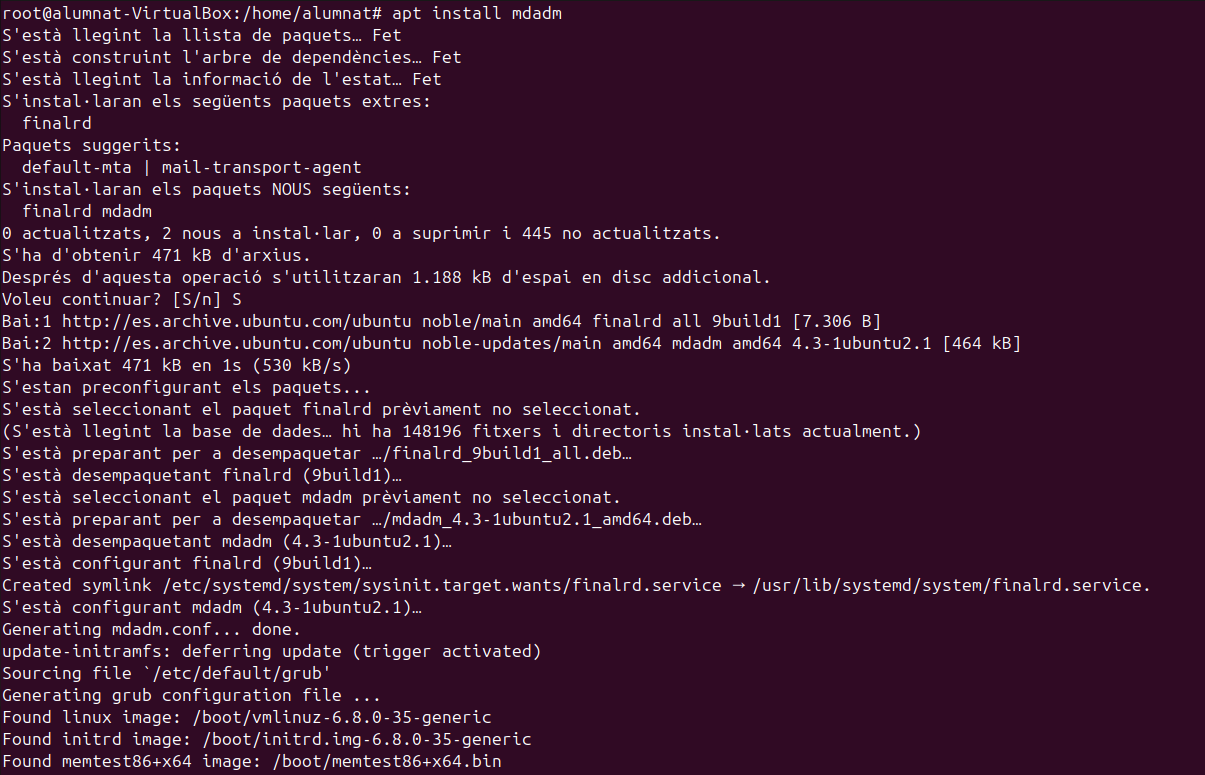 root@alumnat-VirtualBox:/home/alumnat# apt install mdadm
S'està llegint la llista de paquets… Fet
S'està construint l'arbre de dependències… Fet
S'està llegint la informació de l'estat… Fet
S'instal·laran els següents paquets extres:
  finalrd
Paquets suggerits:
  default-mta | mail-transport-agent
S'instal·laran els paquets NOUS següents:
  finalrd mdadm
0 actualitzats, 2 nous a instal·lar, 0 a suprimir i 445 no actualitzats.
S'ha d'obtenir 471 kB d'arxius.
Després d'aquesta operació s'utilitzaran 1.188 kB d'espai en disc addicional.
Voleu continuar? [S/n] S
Bai:1 http://es.archive.ubuntu.com/ubuntu noble/main amd64 finalrd all 9build1 [7.306 B]
Bai:2 http://es.archive.ubuntu.com/ubuntu noble-updates/main amd64 mdadm amd64 4.3-1ubuntu2.1 [464 kB]
S'ha baixat 471 kB en 1s (530 kB/s)
S'estan preconfigurant els paquets...
S'està seleccionant el paquet finalrd prèviament no seleccionat.
(S'està llegint la base de dades… hi ha 148196 fitxers i directoris instal·lats actualment.)
S'està preparant per a desempaquetar …/finalrd_9build1_all.deb…
S'està desempaquetant finalrd (9build1)…
S'està seleccionant el paquet mdadm prèviament no seleccionat.
S'està preparant per a desempaquetar …/mdadm_4.3-1ubuntu2.1_amd64.deb…
S'està desempaquetant mdadm (4.3-1ubuntu2.1)…
S'està configurant finalrd (9build1)…
Created symlink /etc/systemd/system/sysinit.target.wants/finalrd.service → /usr/lib/systemd/system/finalrd.service.
S'està configurant mdadm (4.3-1ubuntu2.1)…
Generating mdadm.conf... done.
update-initramfs: deferring update (trigger activated)
Sourcing file `/etc/default/grub'
Generating grub configuration file ...
Found linux image: /boot/vmlinuz-6.8.0-35-generic
Found initrd image: /boot/initrd.img-6.8.0-35-generic
Found memtest86+x64 image: /boot/memtest86+x64.bin